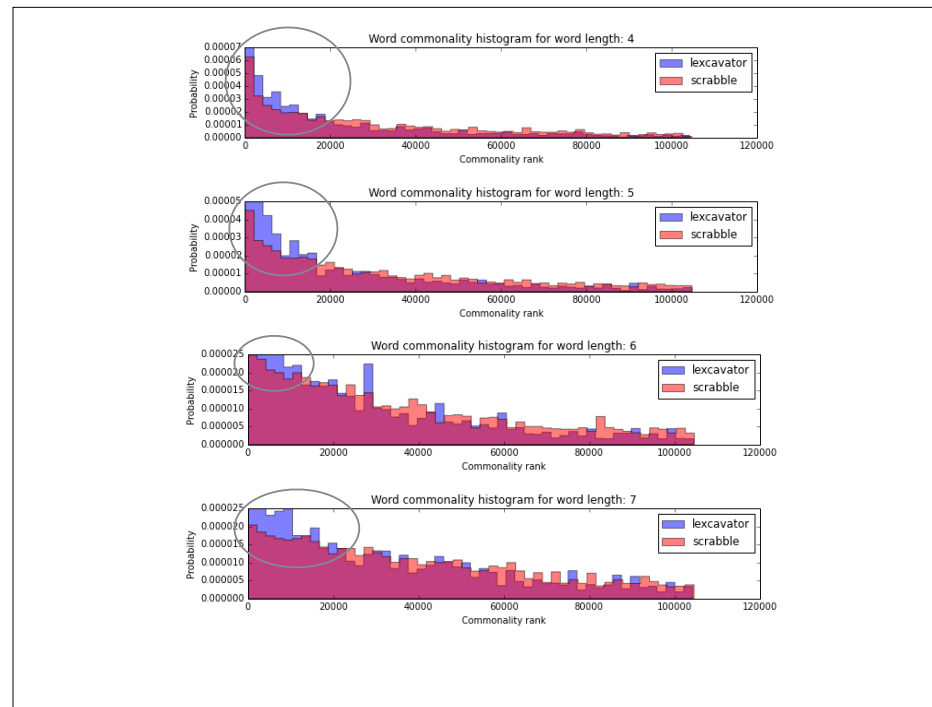 Word commonality histogram for word length: 4
0.00007
0.00006
0.00005
0.00004
0.00003
0.00002
0.00001
0.00000
Probability
lexcavator
scrabble
0 20000 40000 60000 80000 100000 120000
Commonality rank
Word commonality histogram for word length: 5
0.00005
0.00004
0.00003
0.00002
0.00001
0.00000
Probability
lexcavator
scrabble
0 20000 40000 60000 80000 100000 120000
Commonality rank
Word commonality histogram for word length: 6
0.000025
0.000020
0.000015
0.000010
0.000005
0.000000
Probability
lexcavator
scrabble
0 20000 40000 60000 80000 100000 120000
Commonality rank
Word commonality histogram for word length: 7
0.000025
0.000020
0.000015
0.000010
0.000005
0.000000
Probability
lexcavator
scrabble
0 20000 40000 60000 80000 100000 120000
Commonality rank